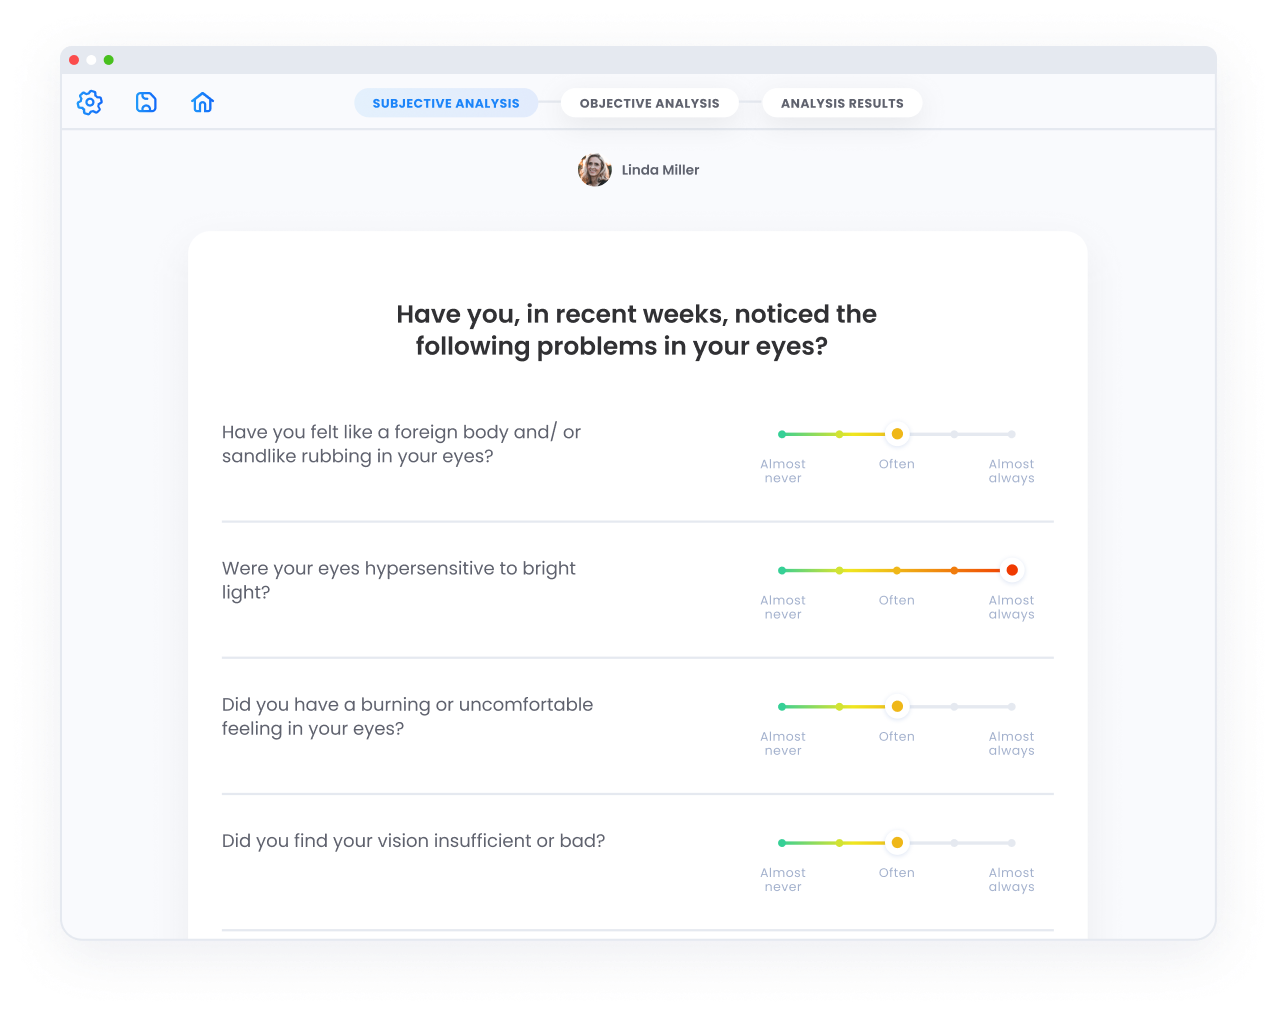 SUBJECTIVE ANALYSIS
OBJECTIVE ANALYSIS
ANALYSIS RESULTS
Linda Miller
Have you, in recent weeks, noticed the
following problems in your eyes?
Have you felt like a foreign body and/ or
sandlike rubbing in your eyes?
Almost
never
Often
Almost
always
Were your eyes hypersensitive to bright
light?
Almost
never
Often
Almost
always
Did you have a burning or uncomfortable
feeling in your eyes?
Almost
never
Often
Almost
always
Did you find your vision insufficient or bad?
Almost
never
Often
Almost
always